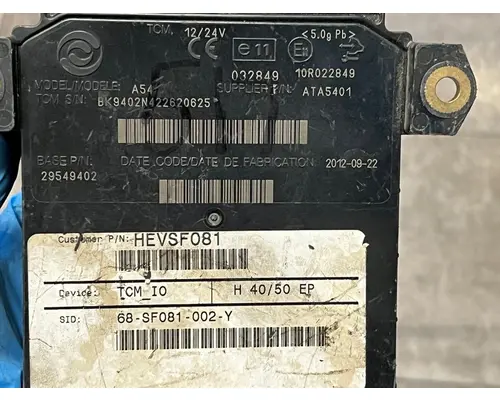 TCM, 12/24V
CE e11 <5.0g Pb>
032849 10R022849
MODEL/MODELE: A54 SUPPLIER P/N: ATA5401
TCM S/N: BK9402N422620625
BASE P/N: DATE CODE/DATE DE FABRICATION: 2012-09-22
29549402
Customer P/N: HEVSF081
Device: TCM_IO H 40/50 EP
SID: 68-SF081-002-Y